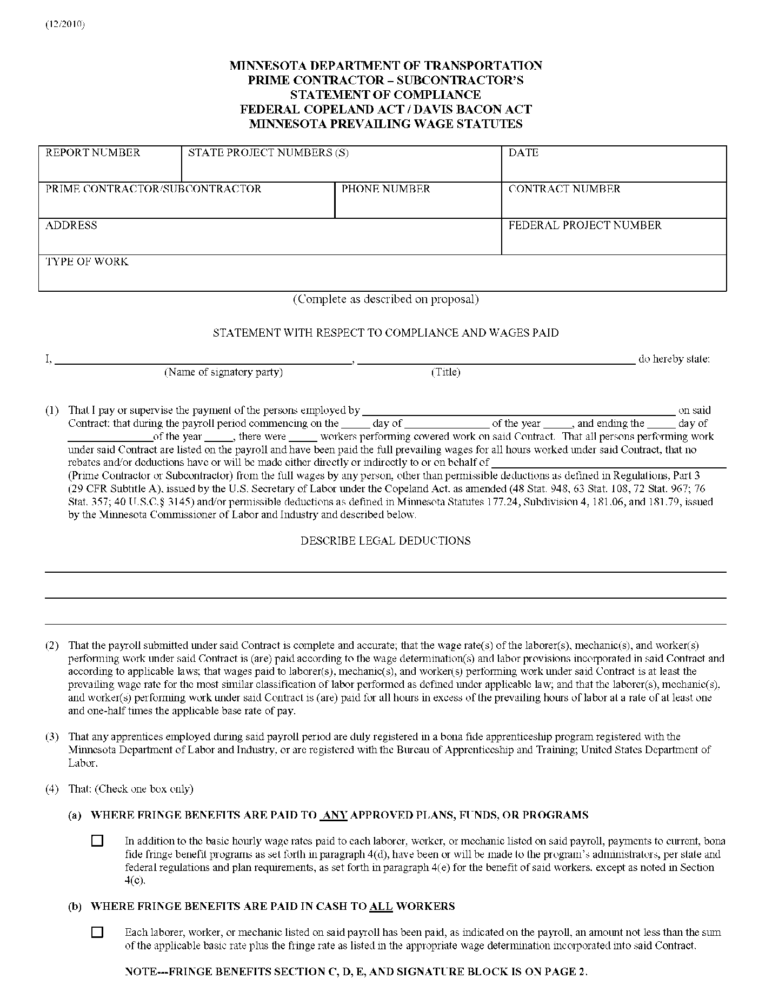 (12/2010)
MINNESOTA DEPARTMENT OF TRANSPORTATION
PRIME CONTRACTOR – SUBCONTRACTOR'S
STATEMENT OF COMPLIANCE
FEDERAL COPELAND ACT / DAVIS BACON ACT
MINNESOTA PREVAILING WAGE STATUTES
REPORT NUMBER STATE PROJECT NUMBERS (S) DATE
PRIME CONTRACTOR/SUBCONTRACTOR PHONE NUMBER CONTRACT NUMBER
ADDRESS FEDERAL PROJECT NUMBER
TYPE OF WORK
(Complete as described on proposal)
STATEMENT WITH RESPECT TO COMPLIANCE AND WAGES PAID
I, ____________________, ____________________ do hereby state:
(Name of signatory party) (Title)
(1) That I pay or supervise the payment of the persons employed by ____________________ on said
Contract: that during the payroll period commencing on the _____ day of _______________ of the year _____, and ending the _____ day of
_______________of the year _____, there were _____ workers performing covered work on said Contract. That all persons performing work
under said Contract are listed on the payroll and have been paid the full prevailing wages for all hours worked under said Contract, that no
rebates and/or deductions have or will be made either directly or indirectly to or on behalf of ____________________
(Prime Contractor or Subcontractor) from the full wages by any person, other than permissible deductions as defined in Regulations, Part 3
(29 CFR Subtitle A), issued by the U.S. Secretary of Labor under the Copeland Act. as amended (48 Stat. 948, 63 Stat. 108, 72 Stat. 967; 76
Stat. 357; 40 U.S.C.§ 3145) and/or permissible deductions as defined in Minnesota Statutes 177.24, Subdivision 4, 181.06, and 181.79, issued
by the Minnesota Commissioner of Labor and Industry and described below.
DESCRIBE LEGAL DEDUCTIONS
(2) That the payroll submitted under said Contract is complete and accurate; that the wage rate(s) of the laborer(s), mechanic(s), and worker(s)
performing work under said Contract is (are) paid according to the wage determination(s) and labor provisions incorporated in said Contract and
according to applicable laws; that wages paid to laborer(s), mechanic(s), and worker(s) performing work under said Contract is at least the
prevailing wage rate for the most similar classification of labor performed as defined under applicable law; and that the laborer(s), mechanic(s),
and worker(s) performing work under said Contract is (are) paid for all hours in excess of the prevailing hours of labor at a rate of at least one
and one-half times the applicable base rate of pay.
(3) That any apprentices employed during said payroll period are duly registered in a bona fide apprenticeship program registered with the
Minnesota Department of Labor and Industry, or are registered with the Bureau of Apprenticeship and Training; United States Department of
Labor.
(4) That: (Check one box only)
(a) WHERE FRINGE BENEFITS ARE PAID TO ANY APPROVED PLANS, FUNDS, OR PROGRAMS
In addition to the basic hourly wage rates paid to each laborer, worker, or mechanic listed on said payroll, payments to current, bona
fide fringe benefit programs as set forth in paragraph 4(d), have been or will be made to the program's administrators, per state and
federal regulations and plan requirements, as set forth in paragraph 4(e) for the benefit of said workers. except as noted in Section
4(c).
(b) WHERE FRINGE BENEFITS ARE PAID IN CASH TO ALL WORKERS
Each laborer, worker, or mechanic listed on said payroll has been paid, as indicated on the payroll, an amount not less than the sum
of the applicable basic rate plus the fringe rate as listed in the appropriate wage determination incorporated into said Contract.
NOTE---FRINGE BENEFITS SECTION C, D, E, AND SIGNATURE BLOCK IS ON PAGE 2.